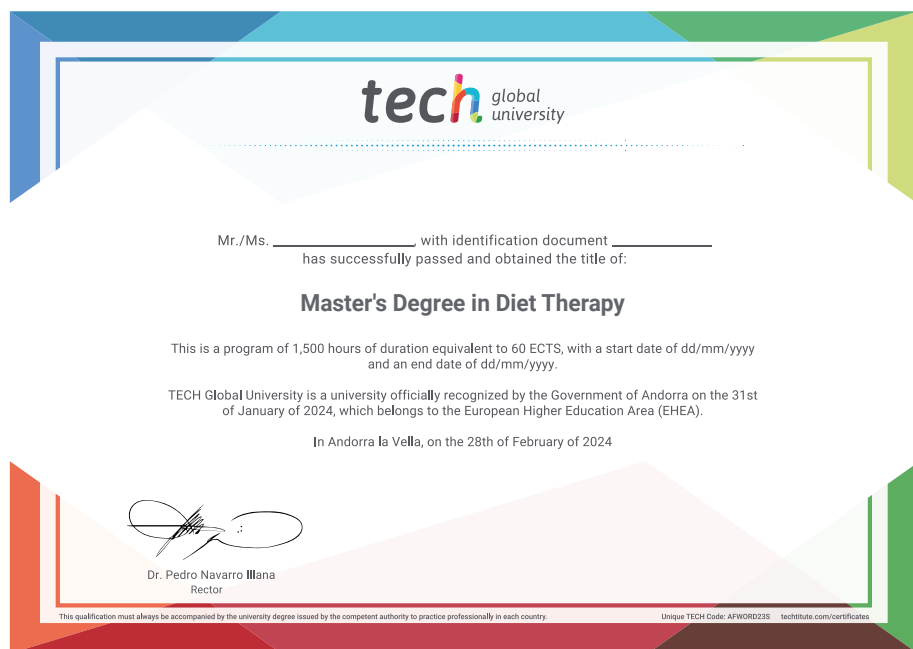 tech global university
Mr./Ms. ____________, with identification document ____________
has successfully passed and obtained the title of:
Master's Degree in Diet Therapy
This is a program of 1,500 hours of duration equivalent to 60 ECTS, with a start date of dd/mm/yyyy
and an end date of dd/mm/yyyy.
TECH Global University is a university officially recognized by the Government of Andorra on the 31st
of January of 2024, which belongs to the European Higher Education Area (EHEA).
In Andorra la Vella, on the 28th of February of 2024
Dr. Pedro Navarro Illana
Rector
This qualification must always be accompanied by the university degree issued by the competent authority to practice professionally in each country. Unique TECH Code: AFWORD23S techtitute.com/certificates